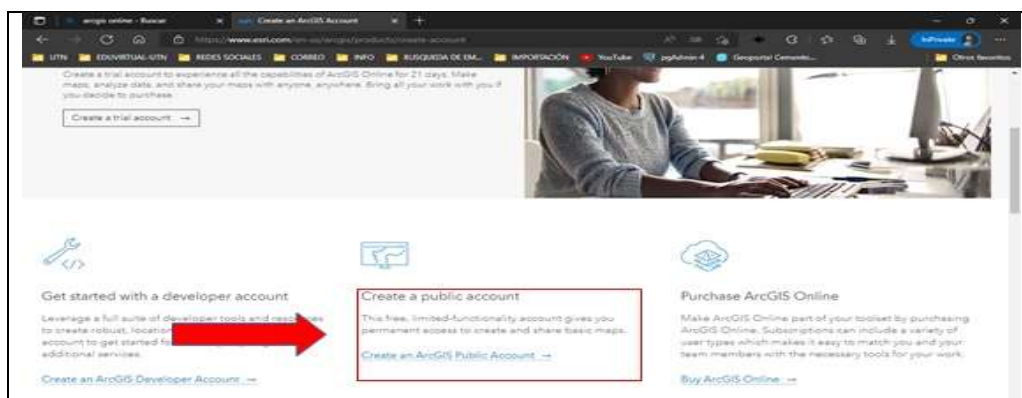 arcgis online - Buscar
Create an ArcGIS Account
https://www.esri.com/en-us/arcgis/products/create-account
InPrivate
UTN
EDUVIRTUAL-UTN
REDES SOCIALES
CORREO
INFO
BUSQUEDA DE EM...
IMPORTACIÓN
YouTube
pgAdmin 4
Geoportal Cemento...
Otros favoritos
Create a trial account to experience all the capabilities of ArcGIS Online for 21 days. Make
maps, analyze data, and share your maps with anyone, anywhere. Bring all your work with you if
you decide to purchase.
Create a trial account →
Get started with a developer account
Leverage a full suite of developer tools and resources
to create robust, location
account to get started fo
additional services.
Create an ArcGIS Developer Account →
Create a public account
This free, limited-functionality account gives you
permanent access to create and share basic maps.
Create an ArcGIS Public Account →
Purchase ArcGIS Online
Make ArcGIS Online part of your toolset by purchasing
ArcGIS Online. Subscriptions can include a variety of
user types which makes it easy to match you and your
team members with the necessary tools for your work.
Buy ArcGIS Online →